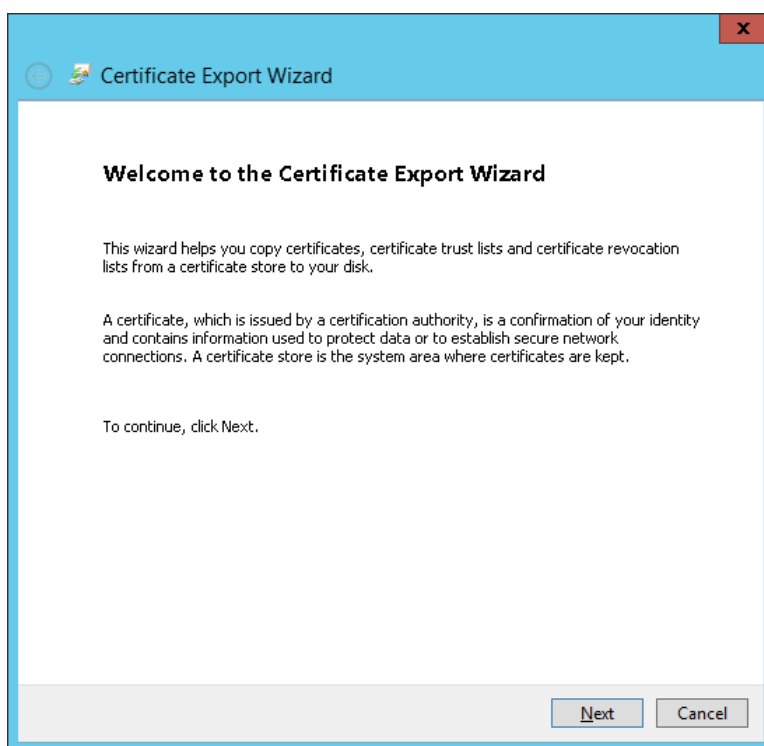 x
Certificate Export Wizard
Welcome to the Certificate Export Wizard
This wizard helps you copy certificates, certificate trust lists and certificate revocation
lists from a certificate store to your disk.
A certificate, which is issued by a certification authority, is a confirmation of your identity
and contains information used to protect data or to establish secure network
connections. A certificate store is the system area where certificates are kept.
To continue, click Next.
Next Cancel